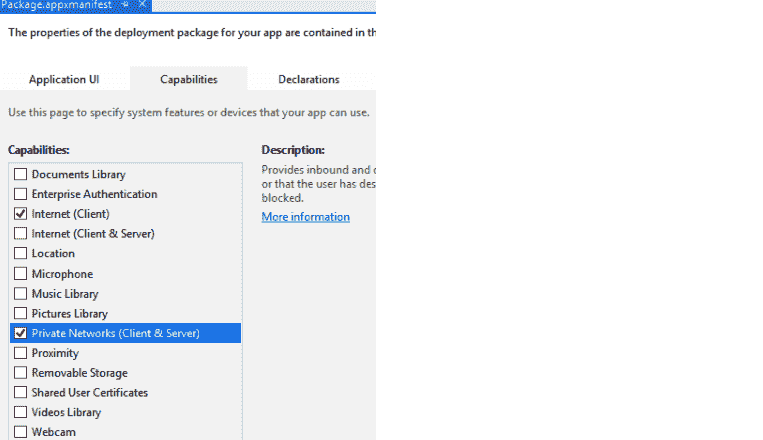 Package.appxmanifest
The properties of the deployment package for your app are contained in th
Application UI Capabilities Declarations
Use this page to specify system features or devices that your app can use.
Capabilities: Description:
Documents Library Provides inbound and
Enterprise Authentication or that the user has des
Internet (Client) blocked.
Internet (Client & Server) More information
Location
Microphone
Music Library
Pictures Library
Private Networks (Client & Server)
Proximity
Removable Storage
Shared User Certificates
Videos Library
Webcam